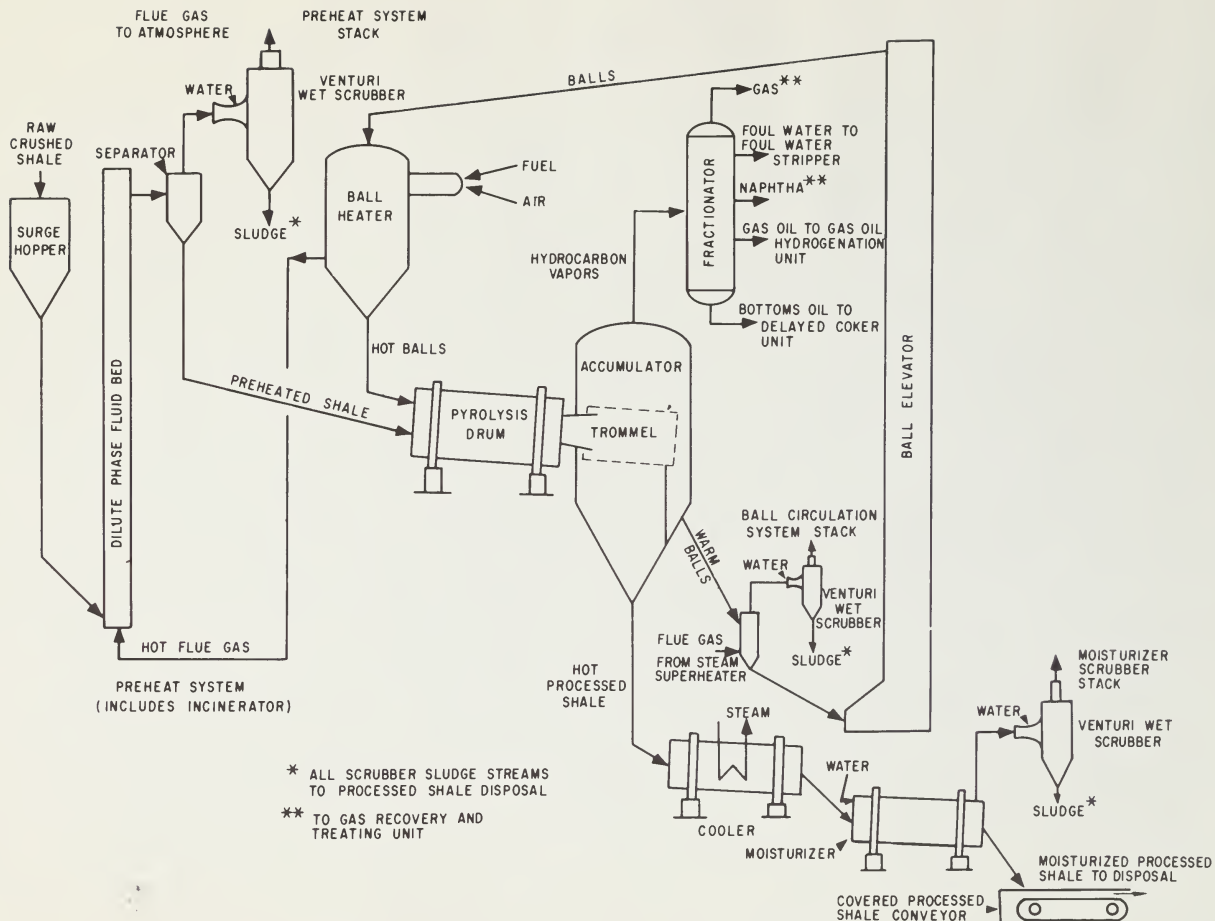 FLUE GAS
TO ATMOSPHERE
PREHEAT SYSTEM
STACK
WATER
VENTURI
WET SCRUBBER
RAW
CRUSHED
SHALE
SEPARATOR
SURGE
HOPPER
SLUDGE*
DILUTE PHASE FLUID BED
BALL
HEATER
FUEL
AIR
BALLS
GAS**
FOUL WATER TO
FOUL WATER
STRIPPER
NAPHTHA**
GAS OIL TO GAS OIL
HYDROGENATION
UNIT
FRACTIONATOR
BOTTOMS OIL TO
DELAYED COKER
UNIT
HYDROCARBON
VAPORS
BALL ELEVATOR
HOT BALLS
PREHEATED SHALE
PYROLYSIS
DRUM
ACCUMULATOR
TROMMEL
WARM
BALLS
BALL CIRCULATION
SYSTEM STACK
WATER
VENTURI
WET
SCRUBBER
SLUDGE*
FLUE GAS
FROM STEAM
SUPERHEATER
HOT FLUE GAS
PREHEAT SYSTEM
(INCLUDES INCINERATOR)
HOT
PROCESSED
SHALE
STEAM
COOLER
WATER
MOISTURIZER
MOISTURIZER
SCRUBBER
STACK
WATER
VENTURI WET
SCRUBBER
SLUDGE*
MOISTURIZED PROCESSED
SHALE TO DISPOSAL
COVERED PROCESSED
SHALE CONVEYOR
* ALL SCRUBBER SLUDGE STREAMS
TO PROCESSED SHALE DISPOSAL
** TO GAS RECOVERY AND
TREATING UNIT